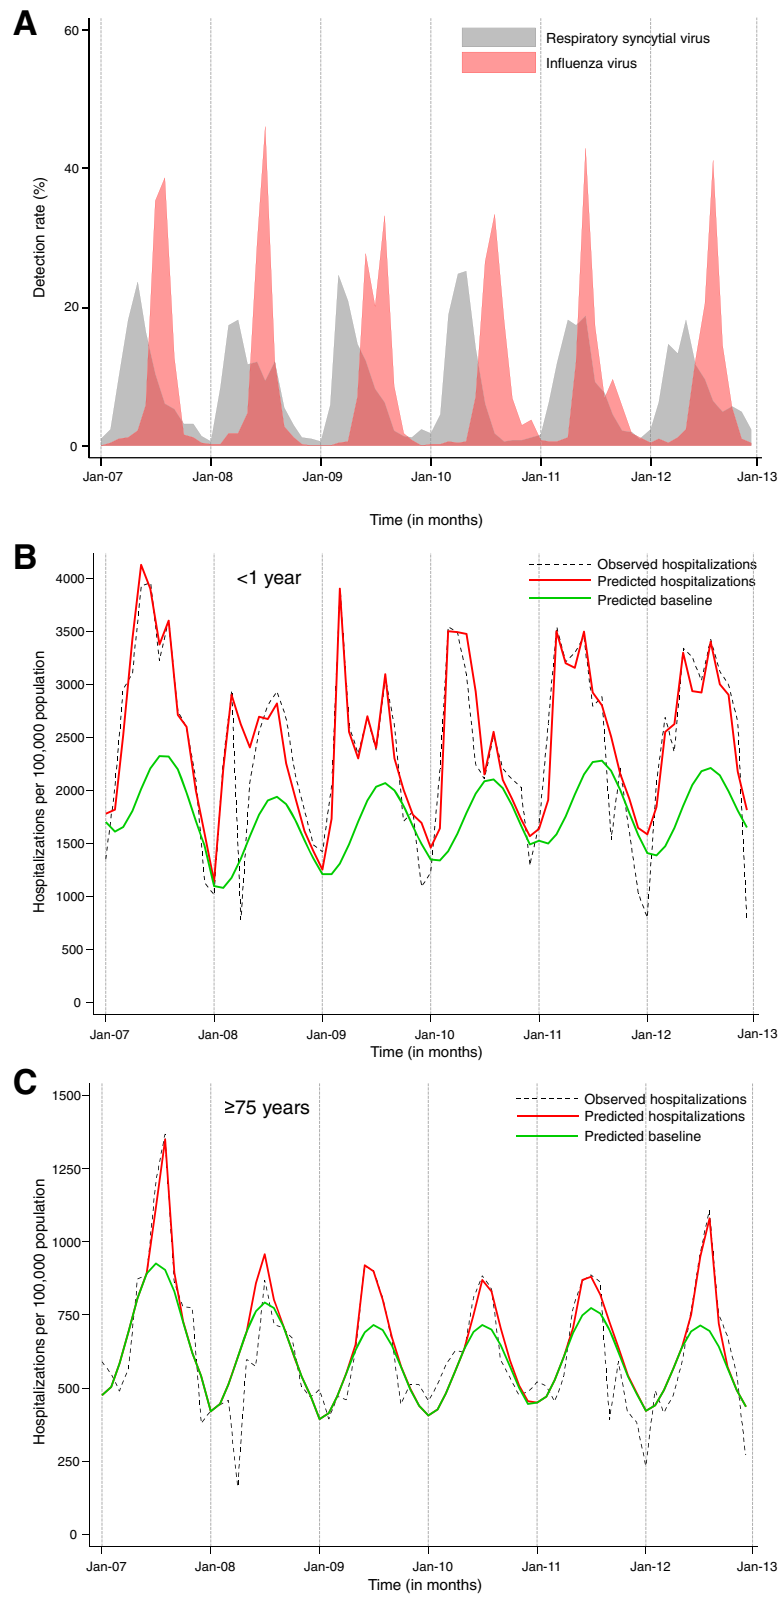 A
60
40
20
0
Detection rate (%)
Respiratory syncytial virus
Influenza virus
Jan-07 Jan-08 Jan-09 Jan-10 Jan-11 Jan-12 Jan-13
Time (in months)
B
<1 year
Observed hospitalizations
Predicted hospitalizations
Predicted baseline
4000
3500
3000
2500
2000
1500
1000
500
0
Hospitalizations per 100,000 population
Jan-07 Jan-08 Jan-09 Jan-10 Jan-11 Jan-12 Jan-13
Time (in months)
C
≥75 years
Observed hospitalizations
Predicted hospitalizations
Predicted baseline
1500
1250
1000
750
500
250
0
Hospitalizations per 100,000 population
Jan-07 Jan-08 Jan-09 Jan-10 Jan-11 Jan-12 Jan-13
Time (in months)